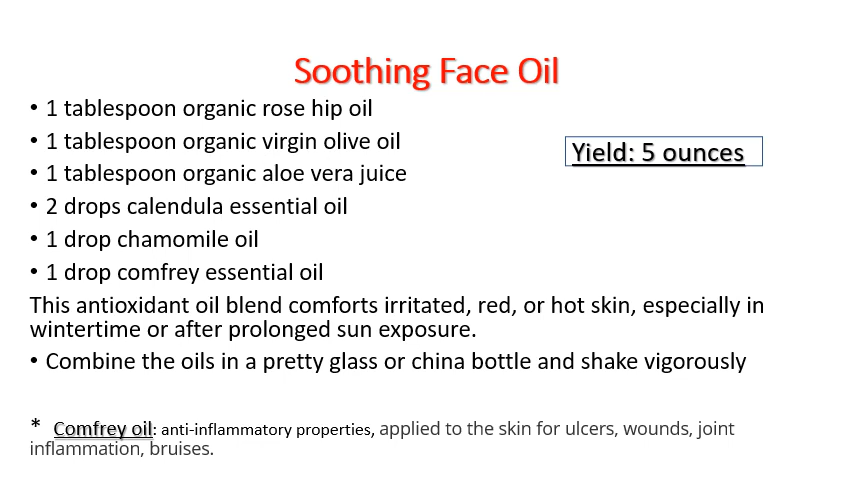 Soothing Face Oil
• 1 tablespoon organic rose hip oil
• 1 tablespoon organic virgin olive oil
Yield: 5 ounces
• 1 tablespoon organic aloe vera juice
• 2 drops calendula essential oil
• 1 drop chamomile oil
• 1 drop comfrey essential oil
This antioxidant oil blend comforts irritated, red, or hot skin, especially in
wintertime or after prolonged sun exposure.
• Combine the oils in a pretty glass or china bottle and shake vigorously
* Comfrey oil: anti-inflammatory properties, applied to the skin for ulcers, wounds, joint
inflammation, bruises.